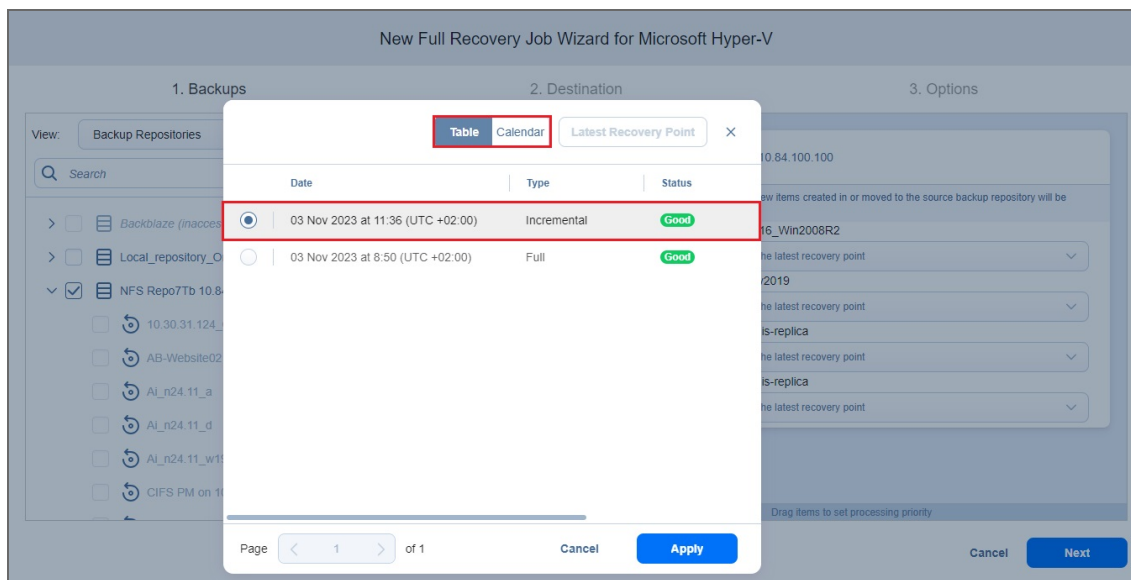 New Full Recovery Job Wizard for Microsoft Hyper-V
1. Backups 2. Destination 3. Options
View: Backup Repositories
Search
Backblaze (inacces
Local_repository_O
NFS Repo7Tb 10.8
10.30.31.124_
AB-Website02
Ai_n24.11_a
Ai_n24.11_d
Ai_n24.11_w19
CIFS PM on 10
Table Calendar Latest Recovery Point
Date Type Status
03 Nov 2023 at 11:36 (UTC +02:00) Incremental Good
03 Nov 2023 at 8:50 (UTC +02:00) Full Good
Page 1 of 1 Cancel Apply
10.84.100.100
ew items created in or moved to the source backup repository will be
16_Win2008R2
he latest recovery point
2019
he latest recovery point
is-replica
he latest recovery point
is-replica
he latest recovery point
Drag items to set processing priority
Cancel Next